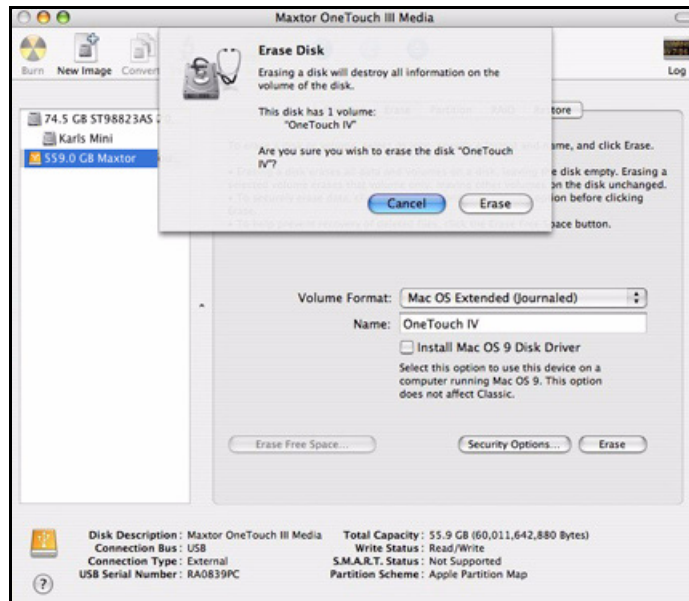 Maxtor OneTouch III Media
Burn
New Image
Convert
Log
Erase Disk
Erasing a disk will destroy all information on the
volume of the disk.
This disk has 1 volume:
"OneTouch IV"
Are you sure you wish to erase the disk "OneTouch
IV"?
Cancel
Erase
74.5 GB ST98823AS
Karls Mini
559.0 GB Maxtor
Erase
Partition
RAID
tore
ame, and click Erase.
e disk empty. Erasing a
on the disk unchanged.
ion before clicking
pace button.
Volume Format:
Mac OS Extended (Journaled)
Name:
OneTouch IV
Install Mac OS 9 Disk Driver
Select this option to use this device on a
computer running Mac OS 9. This option
does not affect Classic.
Erase Free Space...
Security Options...
Erase
Disk Description : Maxtor OneTouch III Media
Connection Bus : USB
Connection Type : External
USB Serial Number : RA0839PC
Total Capacity : 55.9 GB (60,011,642,880 Bytes)
Write Status : Read/Write
S.M.A.R.T. Status : Not Supported
Partition Scheme : Apple Partition Map
?